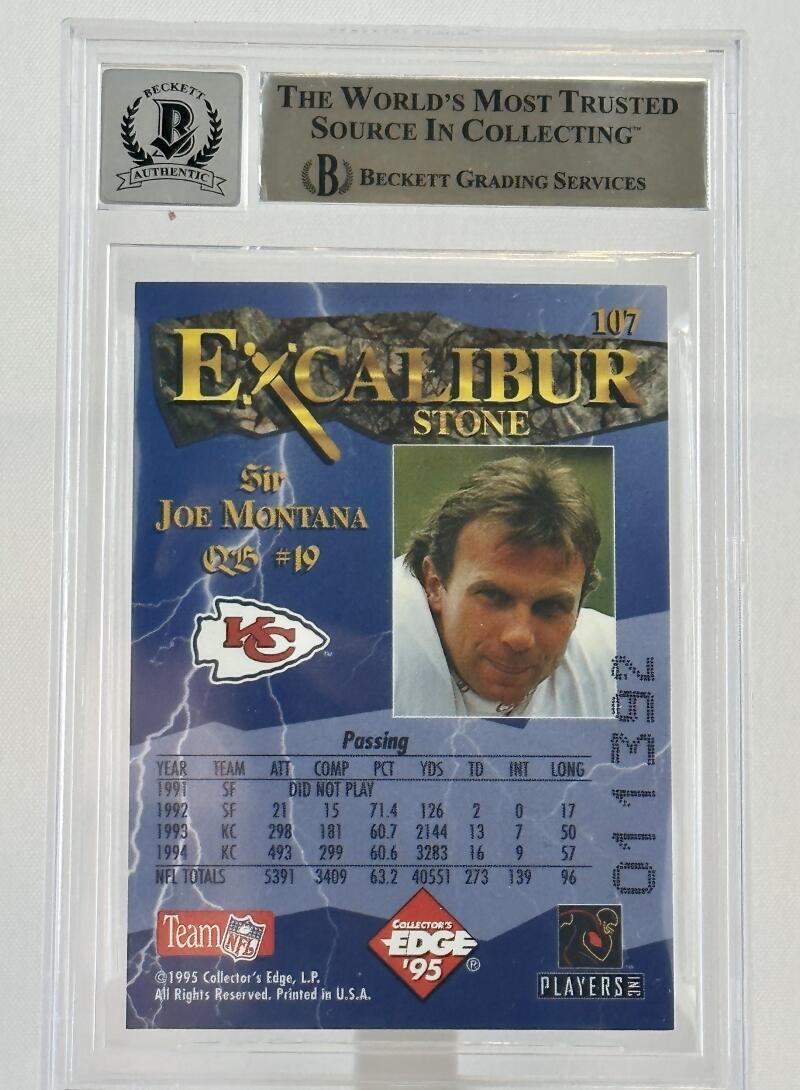 BECKETT
B
AUTHENTIC
THE WORLD'S MOST TRUSTED
SOURCE IN COLLECTING™
B BECKETT GRADING SERVICES
107
EXCALIBUR
STONE
Sir
JOE MONTANA
QB #19
KC
Passing
YEAR TEAM ATT COMP PCT YDS TD INT LONG
1991 SF DID NOT PLAY
1992 SF 21 15 71.4 126 2 0 17
1993 KC 298 181 60.7 2144 13 7 50
1994 KC 493 299 60.6 3283 16 9 57
NFL TOTALS 5391 3409 63.2 40551 273 139 96
011392
Team NFL
COLLECTOR'S
EDGE
'95 ®
PLAYERS INC
©1995 Collector's Edge, L.P.
All Rights Reserved. Printed in U.S.A.